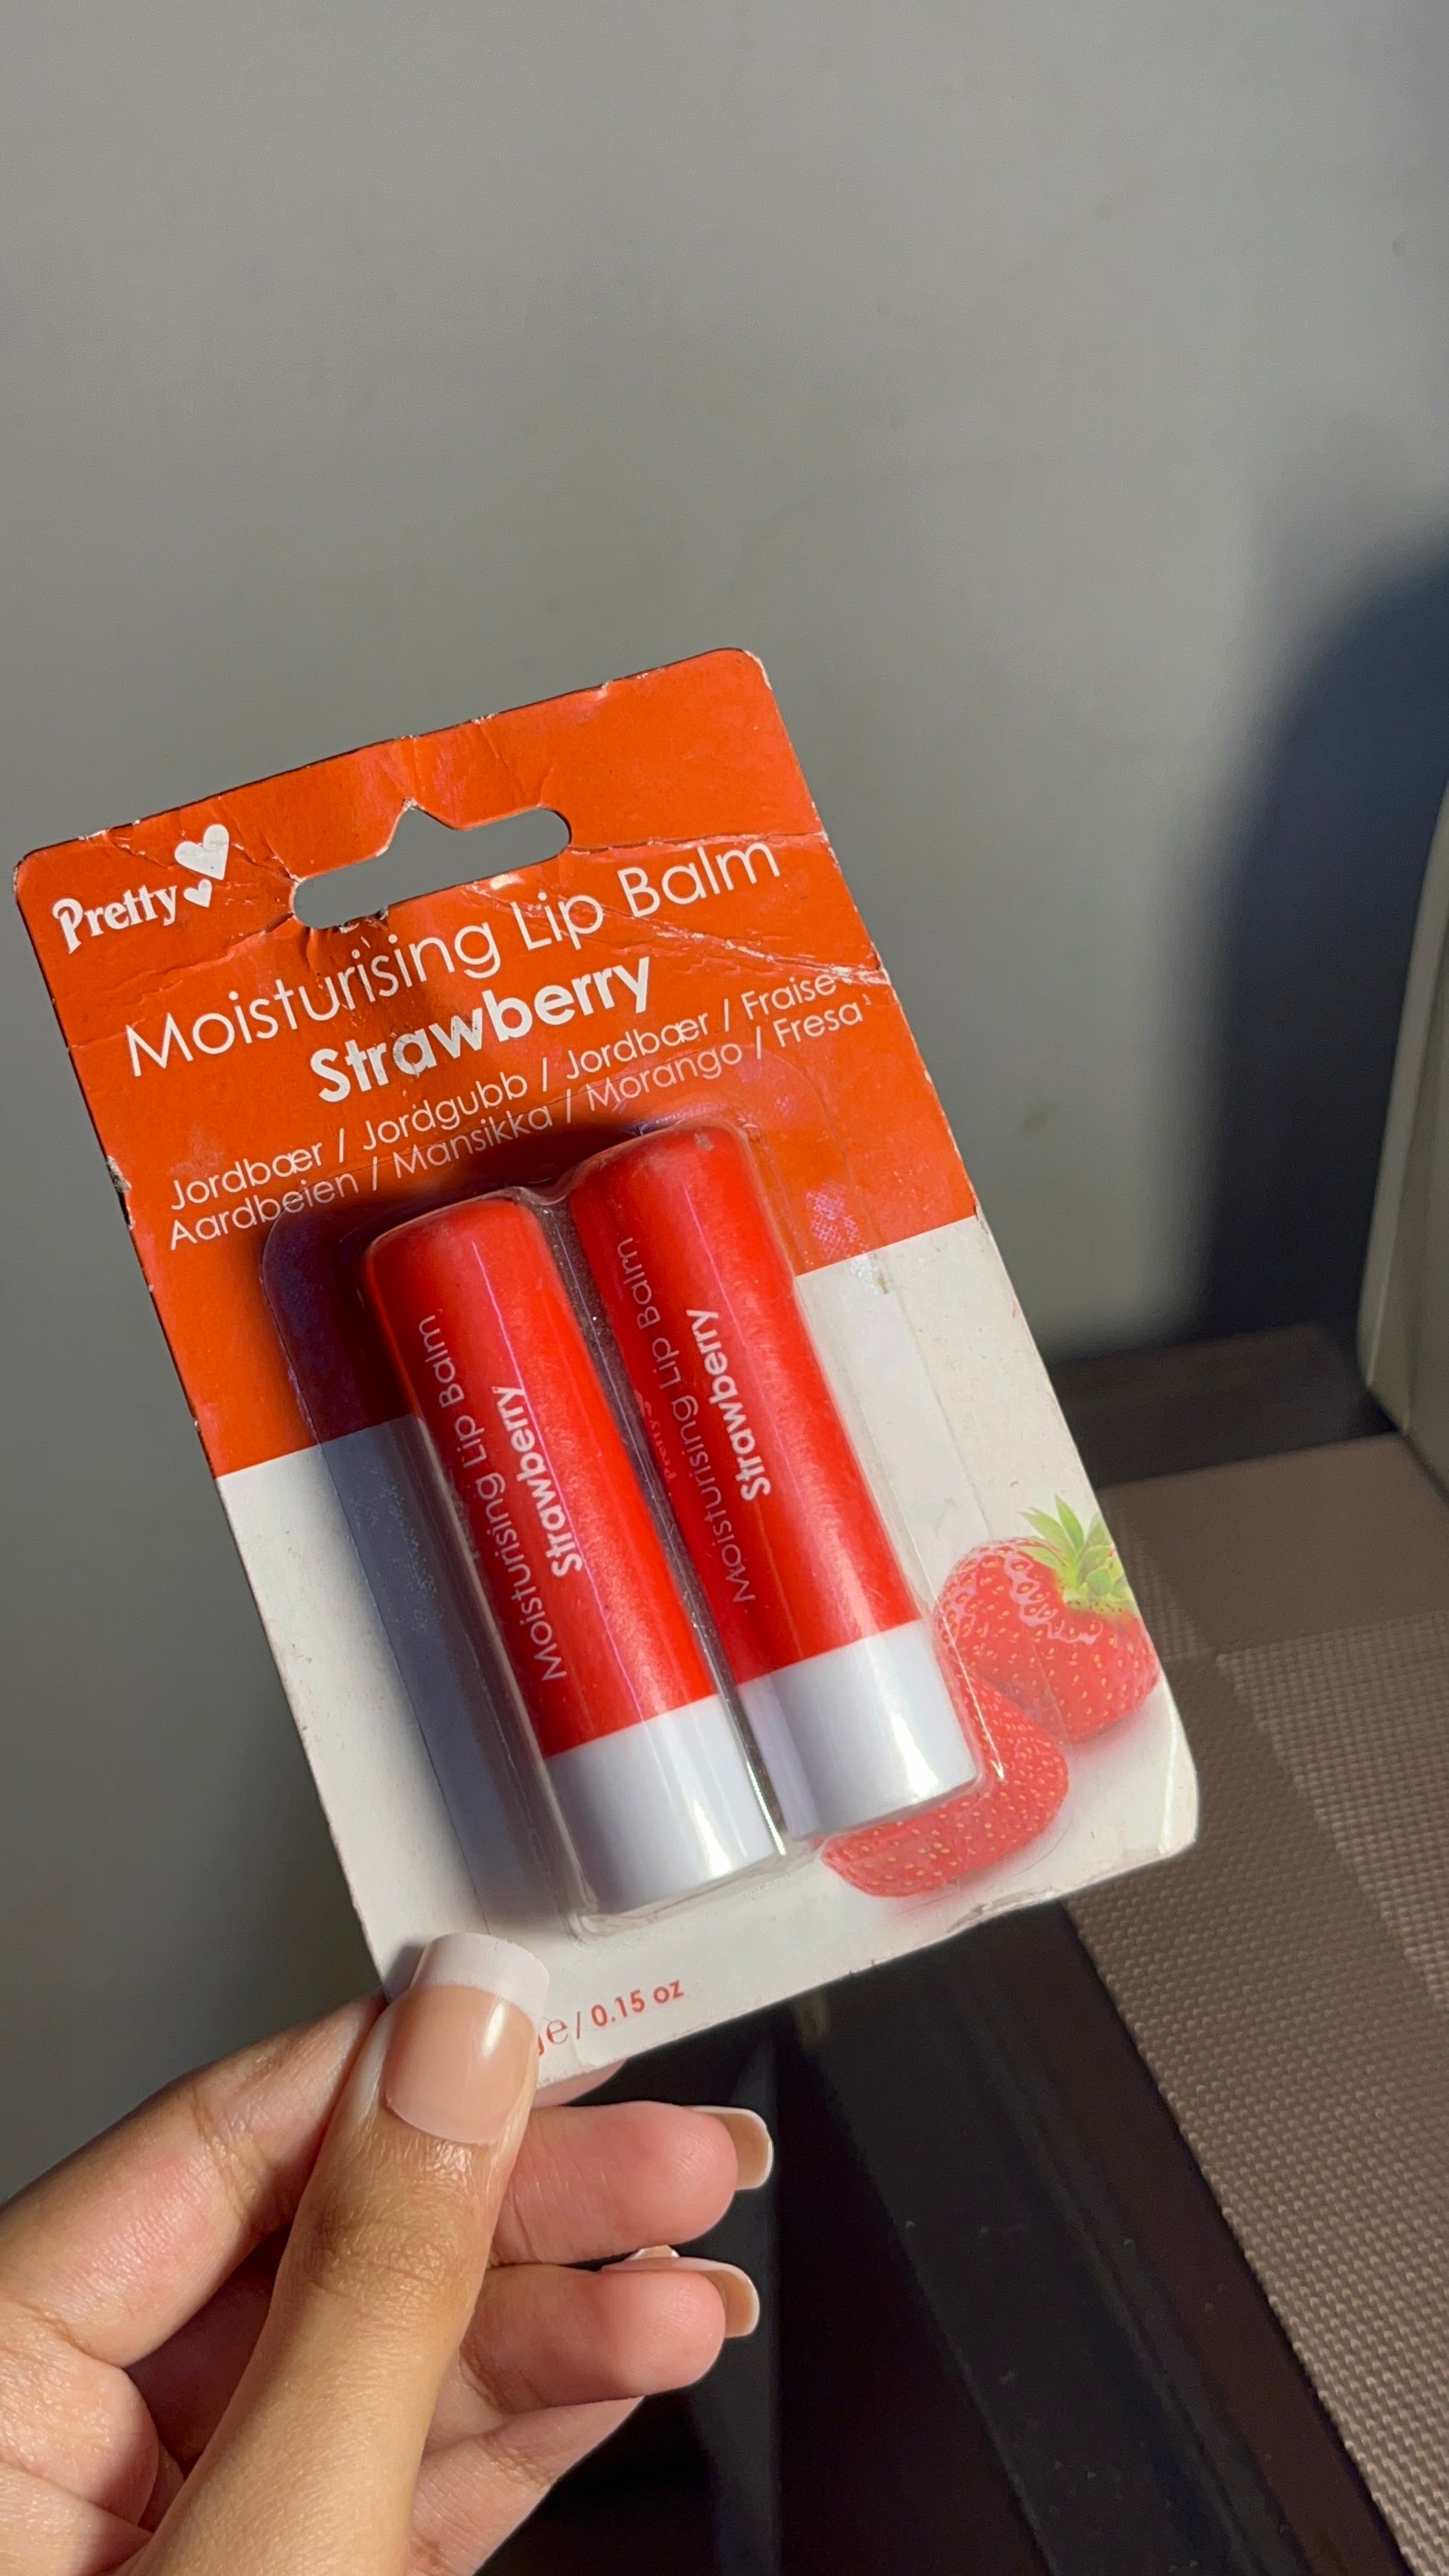 Pretty
Moisturising Lip Balm
Strawberry
Jordbær / Jordgubb / Jordbær / Fraise
Aardbeien / Mansikka / Morango / Fresa
Moisturising Lip Balm
Strawberry
Moisturising Lip Balm
Strawberry
/ 0.15 oz